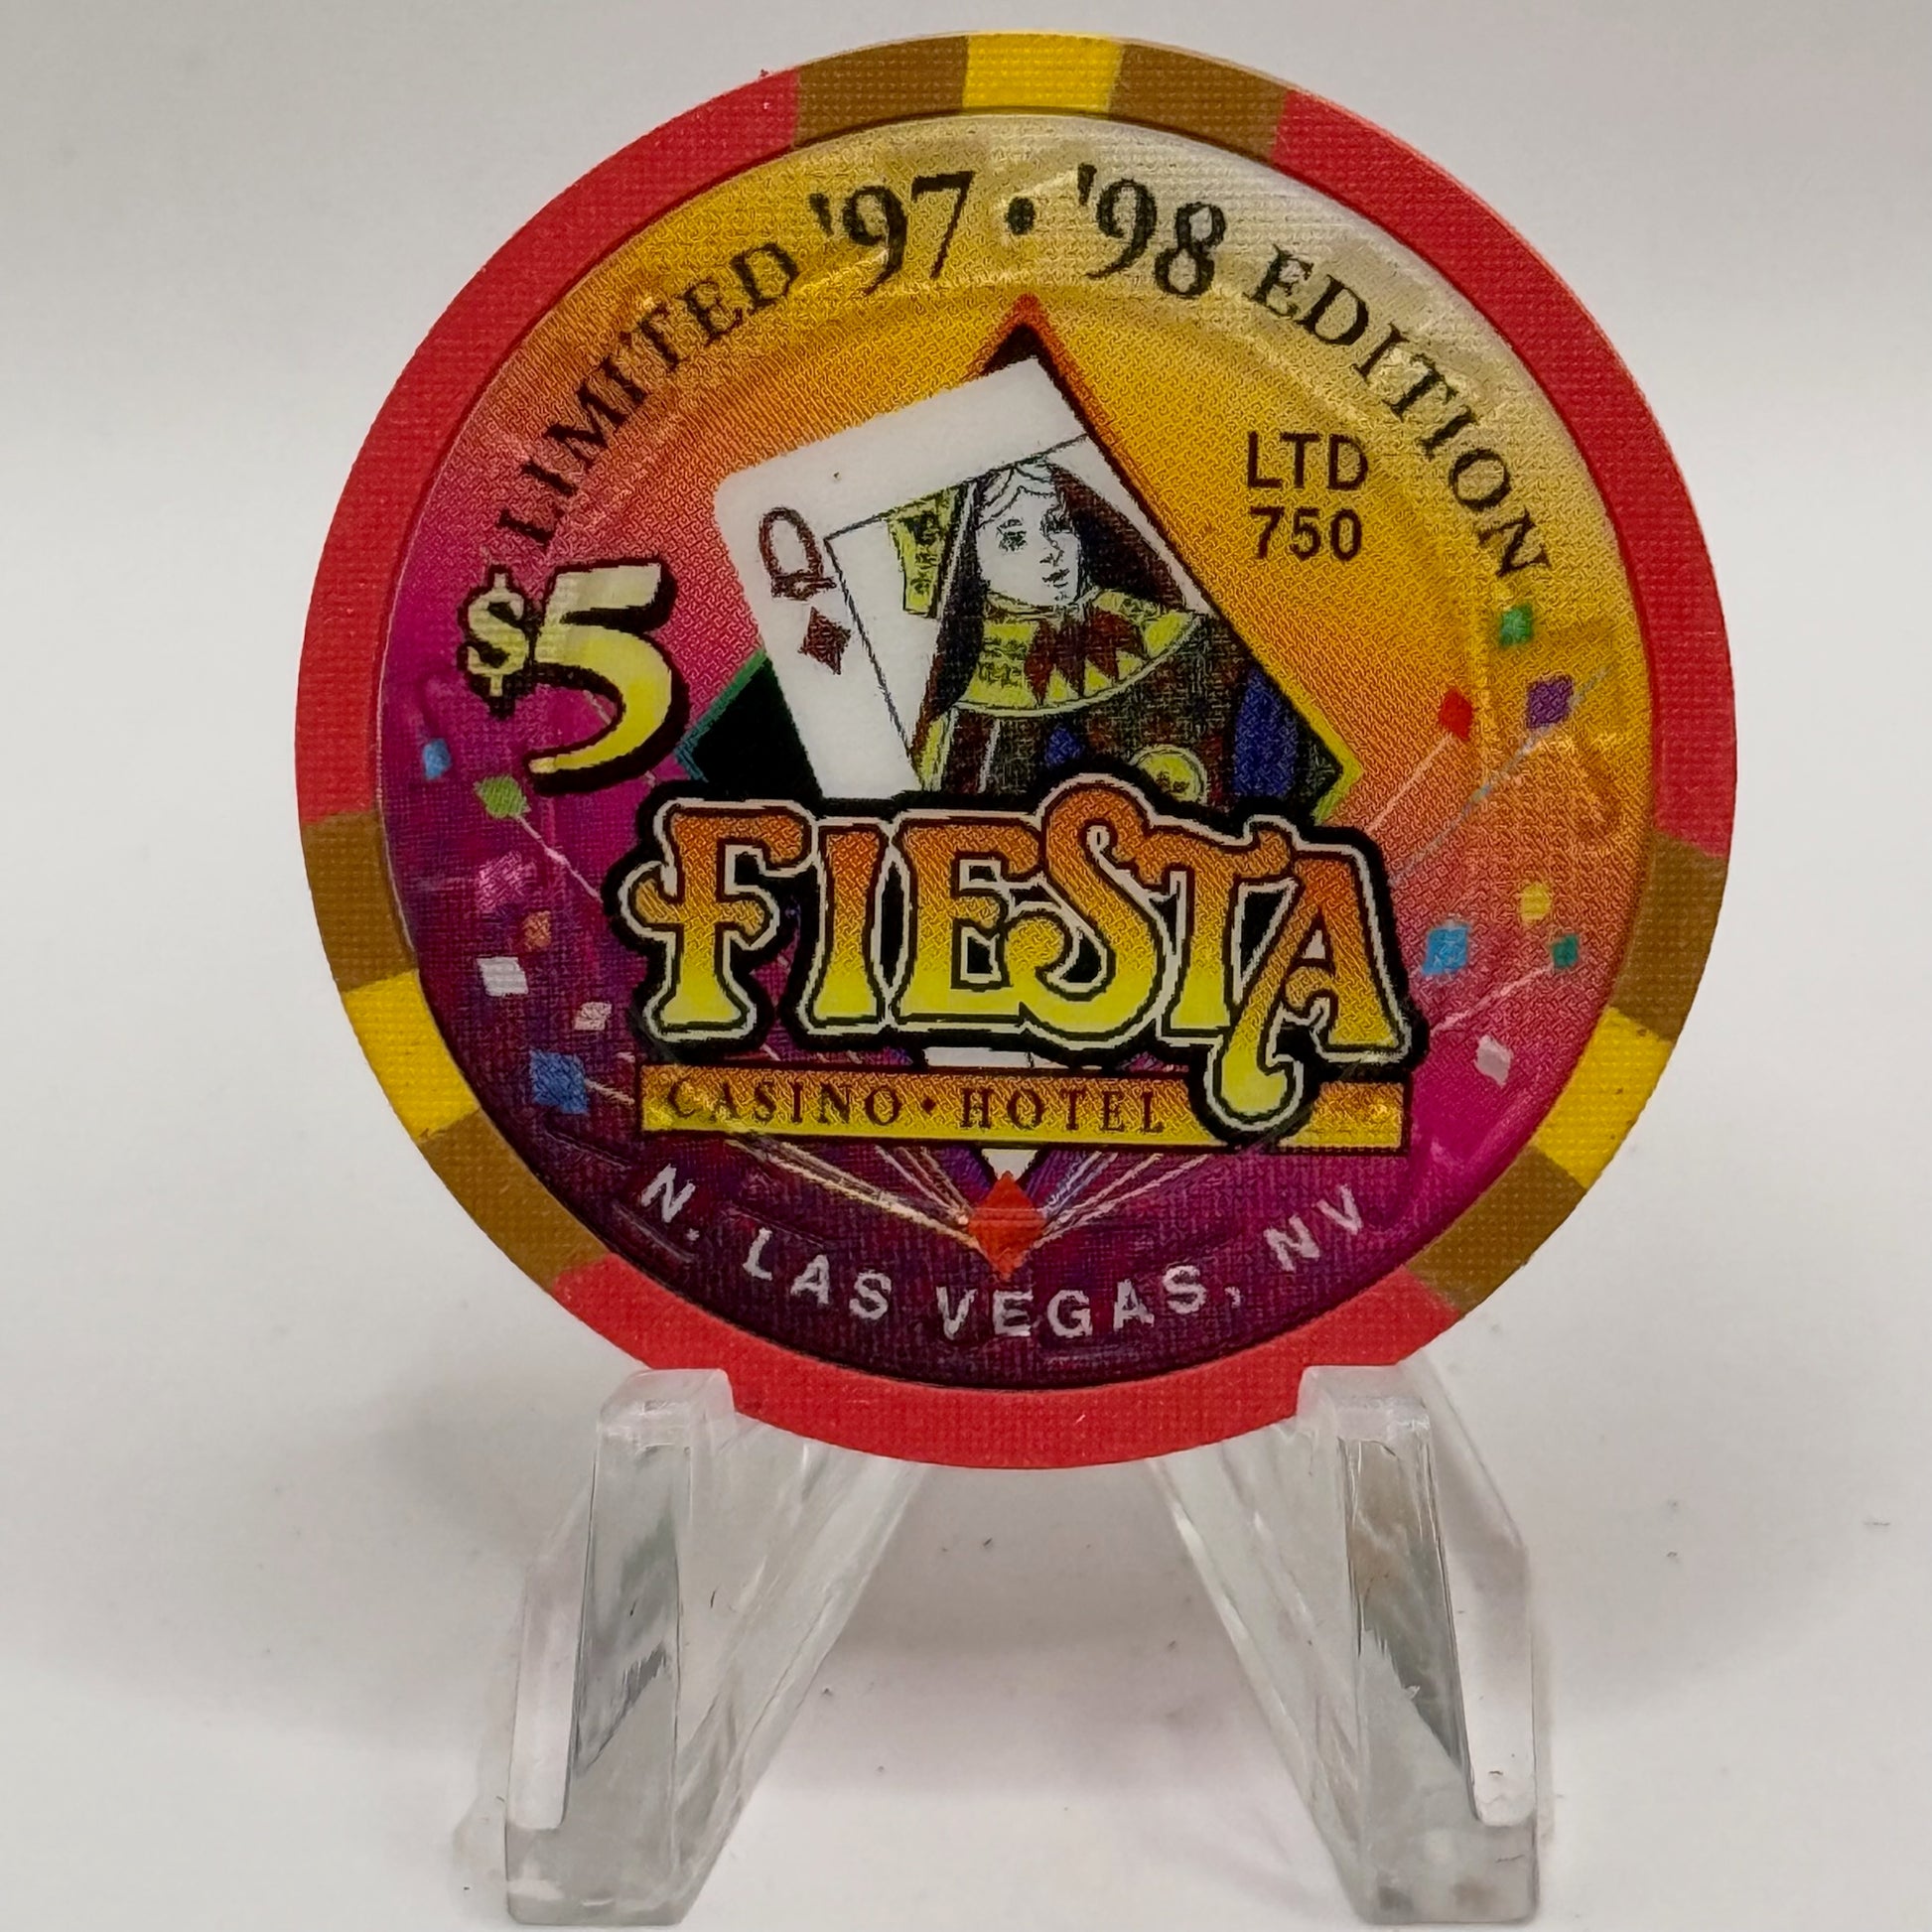 LIMITED '97 • '98 EDITION
LTD
750
$5
Q
FIESTA
CASINO • HOTEL
N. LAS VEGAS, NV